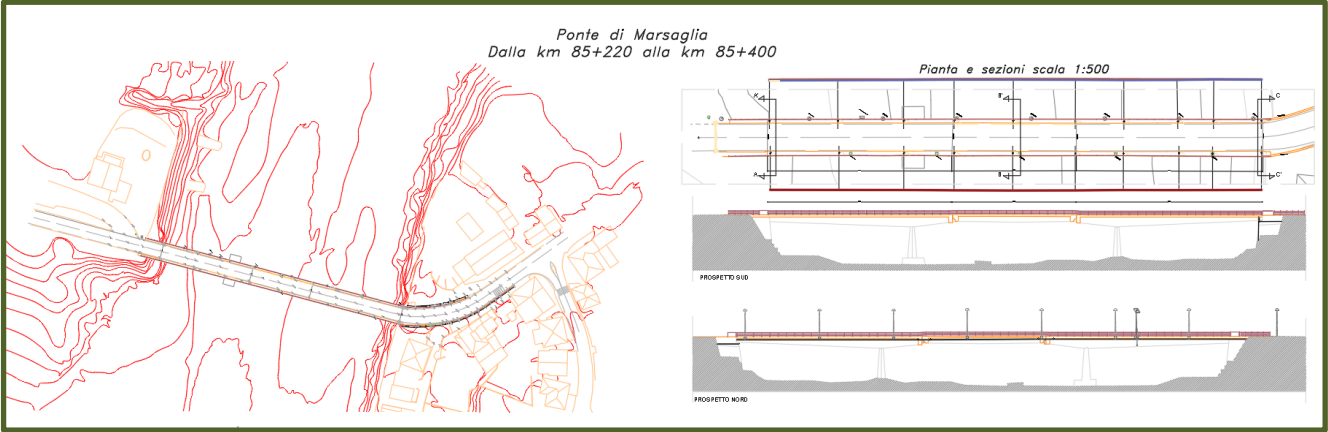 Ponte di Marsaglia
Dalla km 85+220 alla km 85+400
Pianta e sezioni scala 1:500
B'
C
A
B
C'
PROSPETTO SUD
PROSPETTO NORD